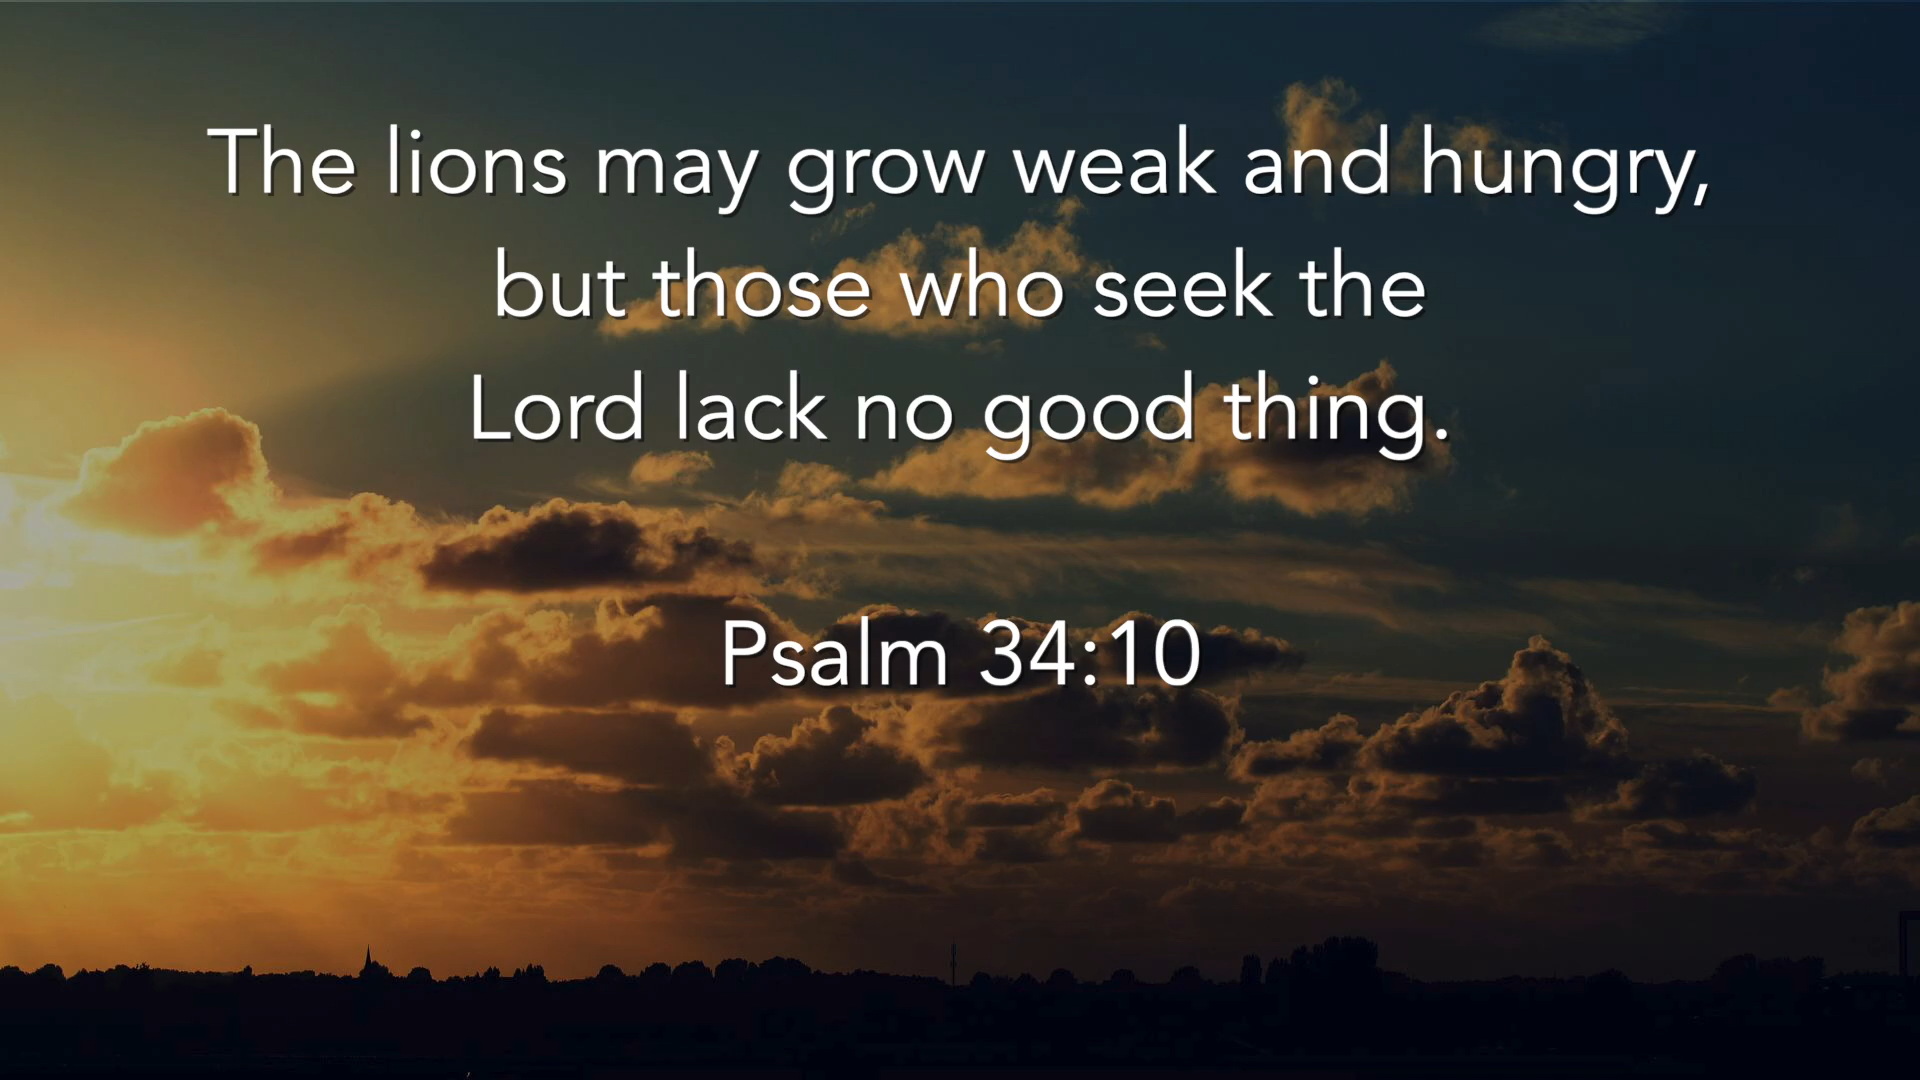 The lions may grow weak and hungry,
but those who seek the
Lord lack no good thing.
Psalm 34:10